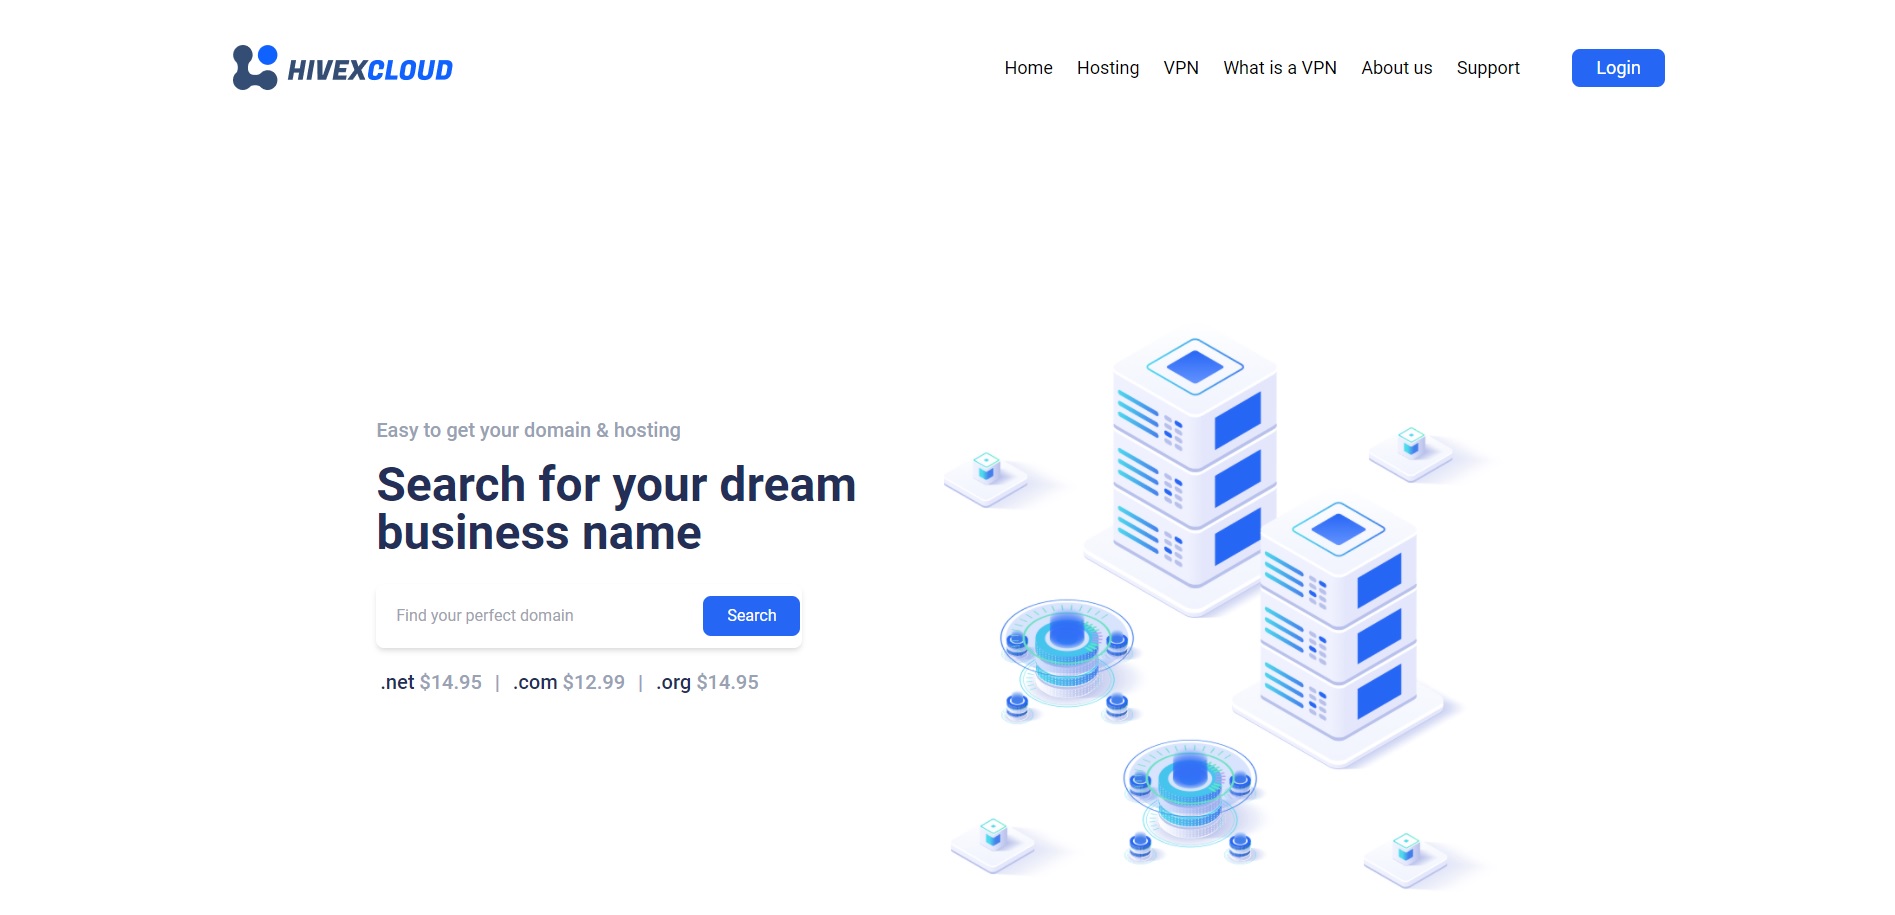 HIVEXCLOUD
Home Hosting VPN What is a VPN About us Support Login
Easy to get your domain & hosting
Search for your dream
business name
Find your perfect domain Search
.net $14.95 | .com $12.99 | .org $14.95